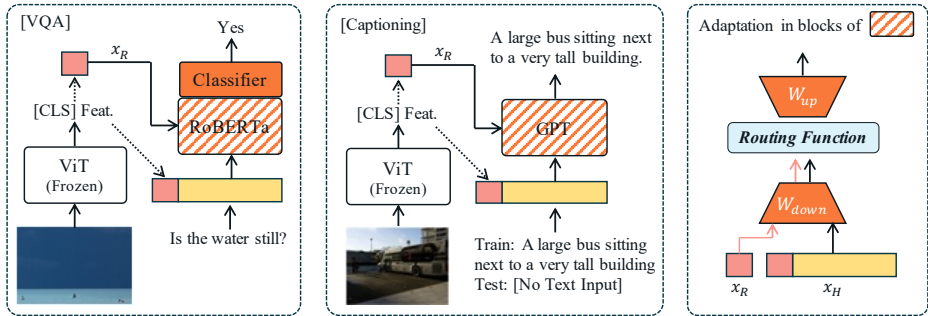 [VQA]
Yes
x_R
Classifier
[CLS] Feat.
RoBERTa
ViT
(Frozen)
Is the water still?
[Captioning]
A large bus sitting next
to a very tall building.
x_R
[CLS] Feat.
GPT
ViT
(Frozen)
Train: A large bus sitting
next to a very tall building
Test: [No Text Input]
Adaptation in blocks of
W_up
Routing Function
W_down
x_R
x_H